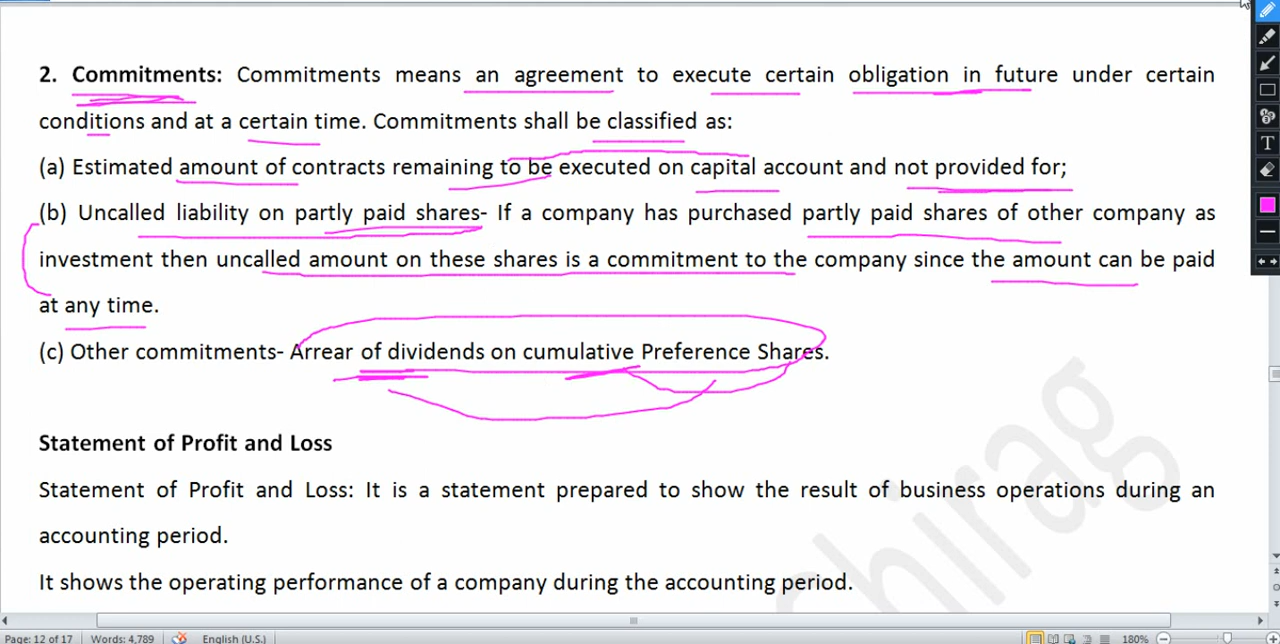 2. Commitments: Commitments means an agreement to execute certain obligation in future under certain
conditions and at a certain time. Commitments shall be classified as:
(a) Estimated amount of contracts remaining to be executed on capital account and not provided for;
(b) Uncalled liability on partly paid shares- If a company has purchased partly paid shares of other company as
investment then uncalled amount on these shares is a commitment to the company since the amount can be paid
at any time.
(c) Other commitments- Arrear of dividends on cumulative Preference Shares.
Statement of Profit and Loss
Statement of Profit and Loss: It is a statement prepared to show the result of business operations during an
accounting period.
It shows the operating performance of a company during the accounting period.
hirag
Page: 12 of 17 Words: 4,789 English (U.S.) 180%